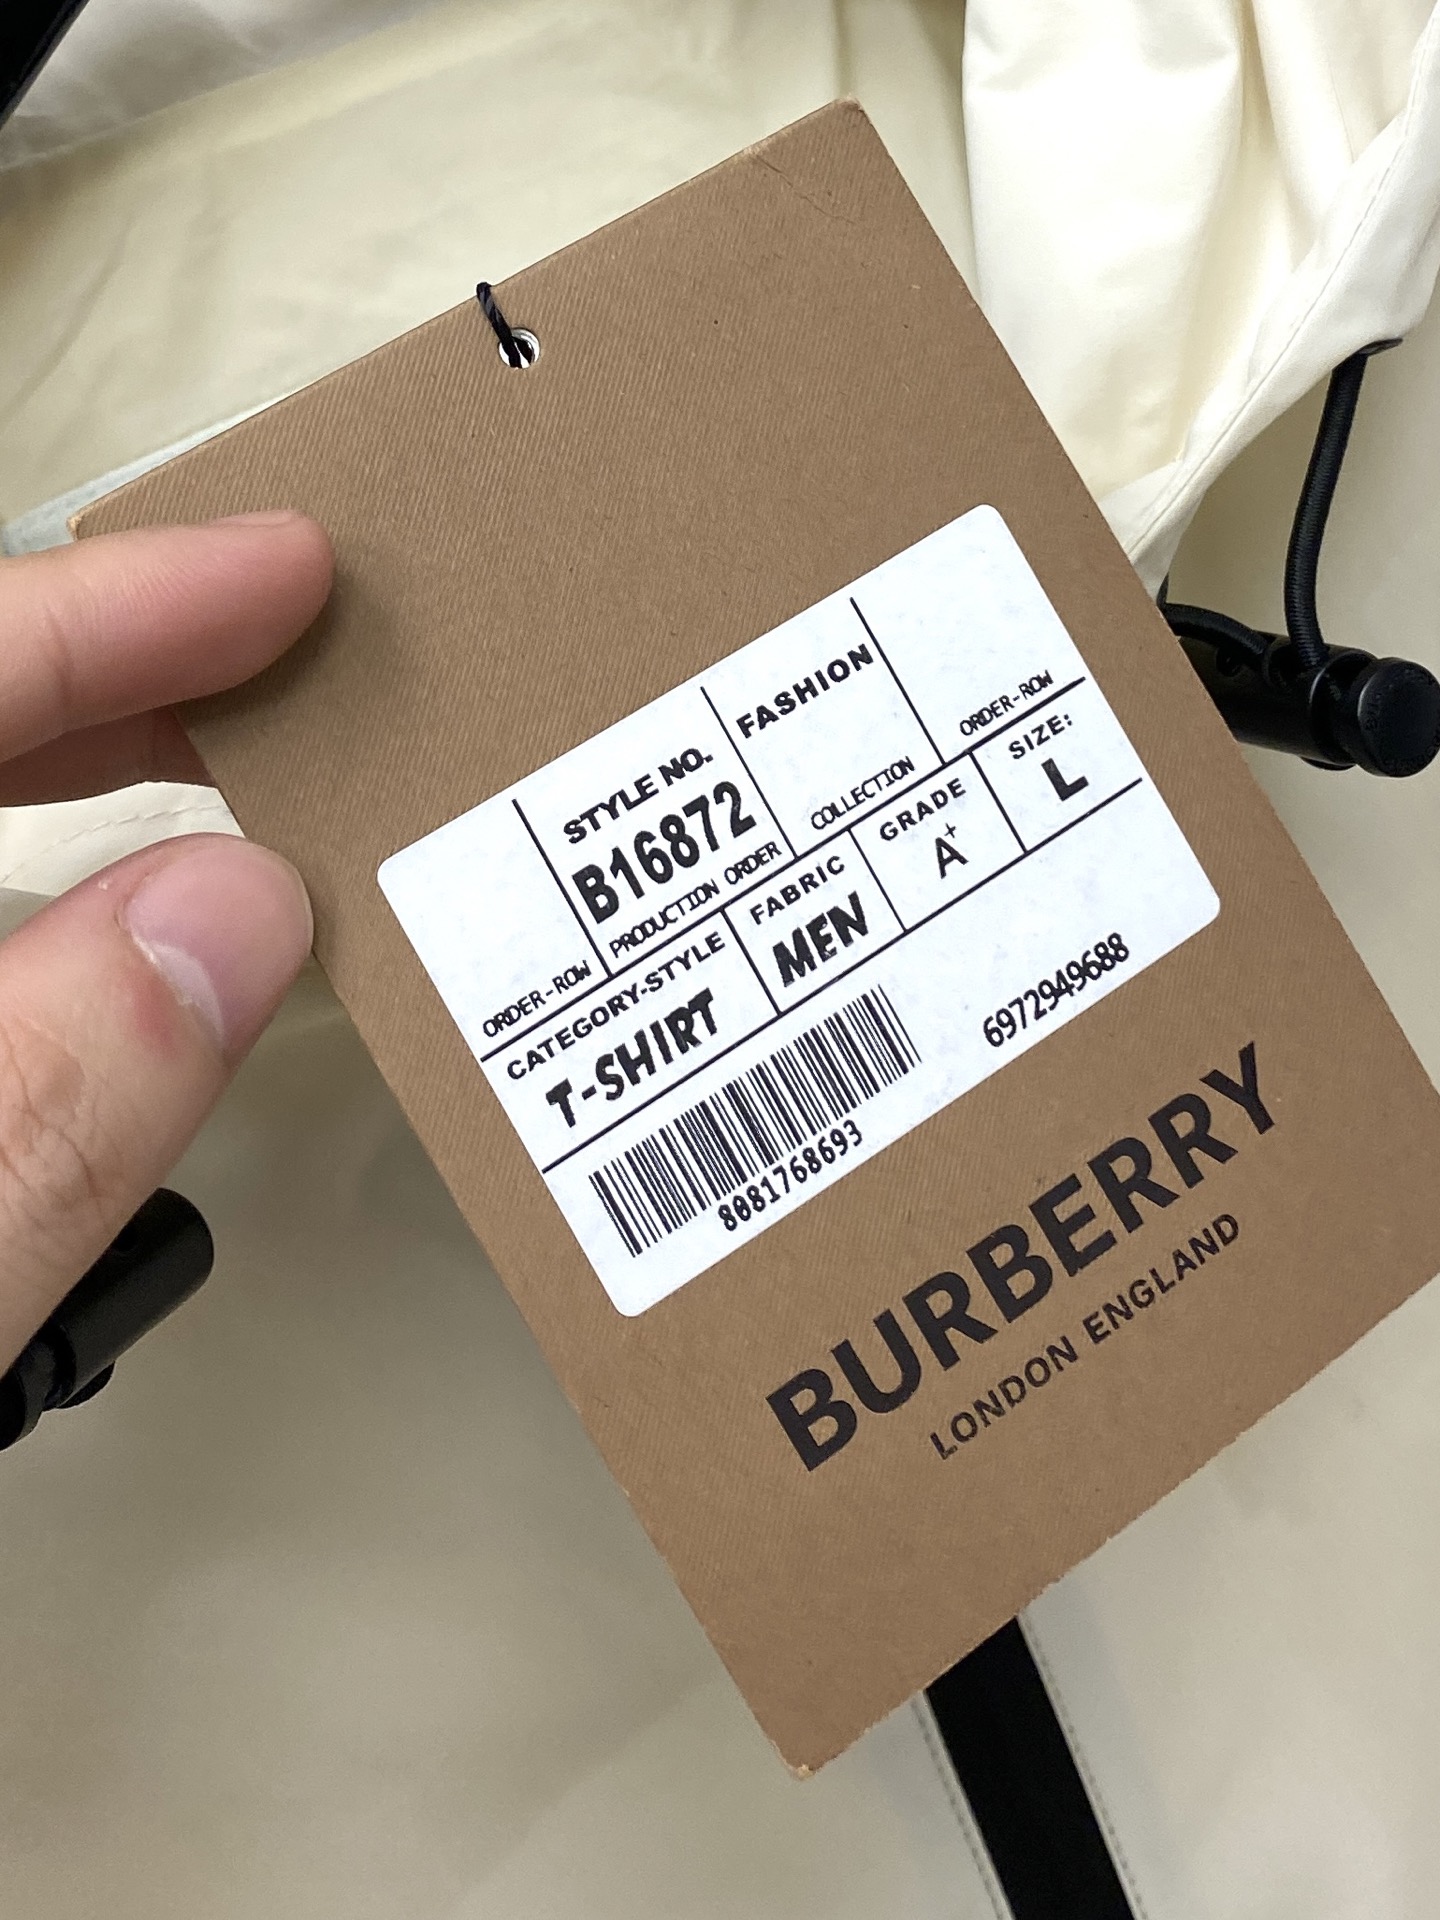 STYLE NO.
B16872
PRODUCTION ORDER
FASHION
COLLECTION
ORDER-ROW
ORDER-ROW
CATEGORY-STYLE
T-SHIRT
FABRIC
MEN
GRADE
A+
SIZE:
L
8081768693
6972949688
BURBERRY
LONDON ENGLAND